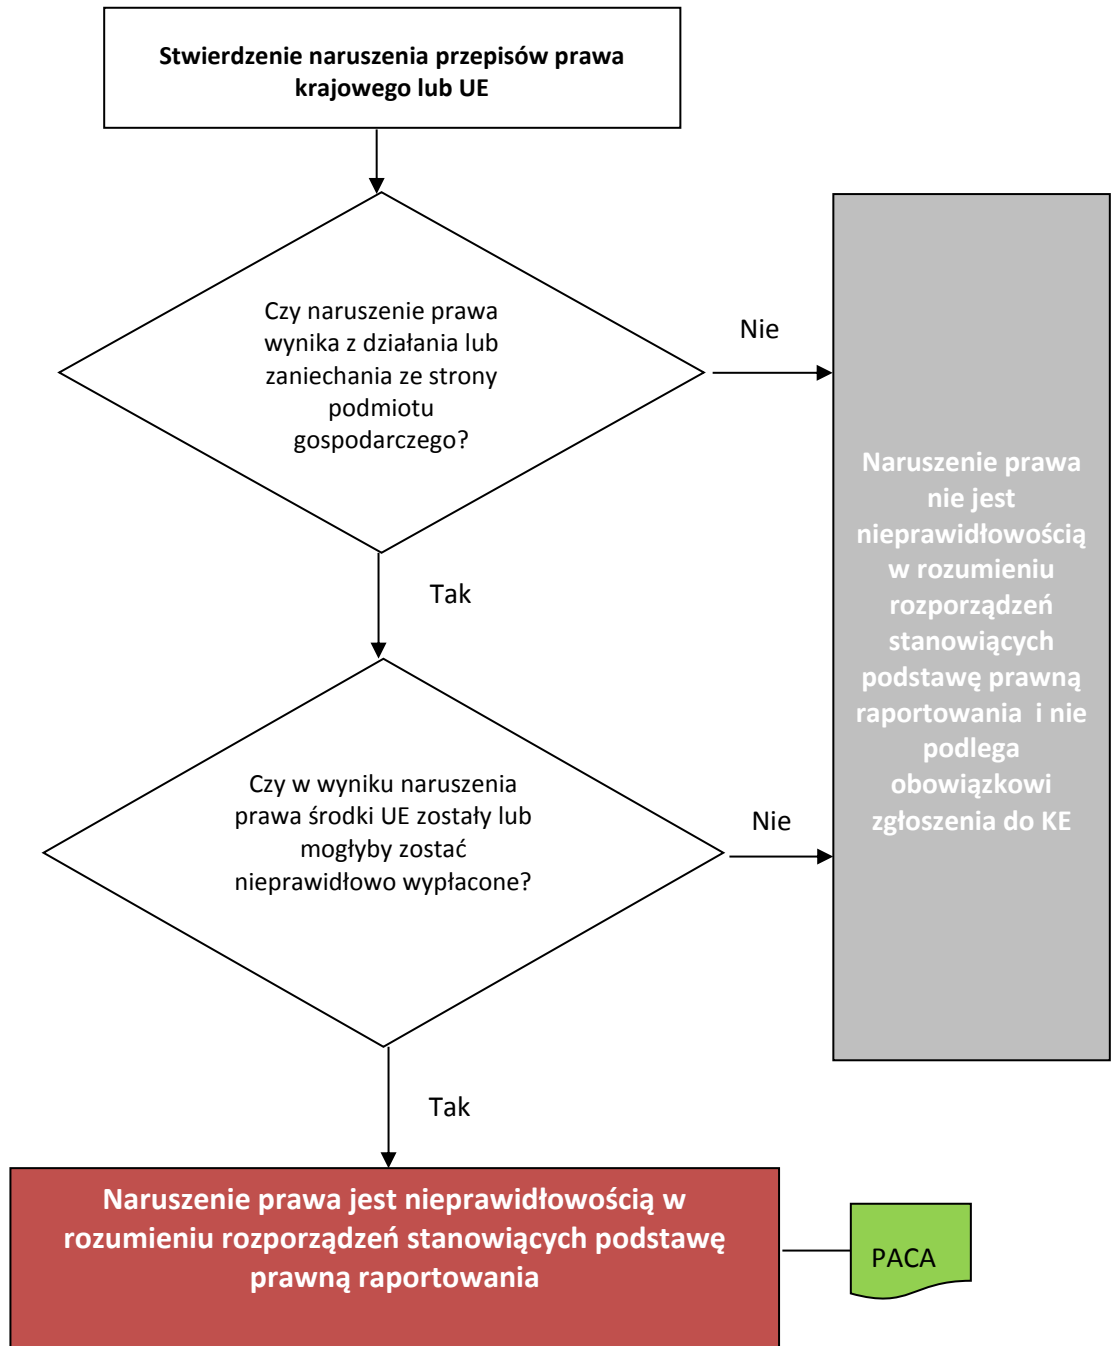 Stwierdzenie naruszenia przepisów prawa
krajowego lub UE
Czy naruszenie prawa
wynika z działania lub
zaniechania ze strony
podmiotu
gospodarczego?
Nie
Tak
Naruszenie prawa
nie jest
nieprawidłowością
w rozumieniu
rozporządzeń
stanowiących
podstawę prawną
raportowania i nie
podlega
obowiązkowi
zgłoszenia do KE
Czy w wyniku naruszenia
prawa środki UE zostały lub
mogłyby zostać
nieprawidłowo wypłacone?
Nie
Tak
Naruszenie prawa jest nieprawidłowością w
rozumieniu rozporządzeń stanowiących podstawę
prawną raportowania
PACA